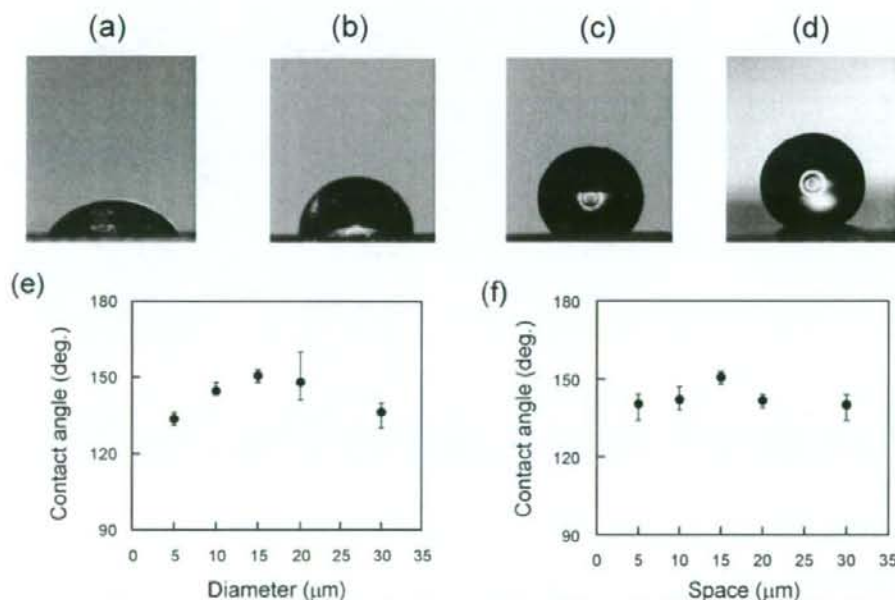 (a) (b) (c) (d)
(e)
180
150
120
90
Contact angle (deg.)
0 5 10 15 20 25 30 35
Diameter (μm)
(f)
180
150
120
90
Contact angle (deg.)
0 5 10 15 20 25 30 35
Space (μm)